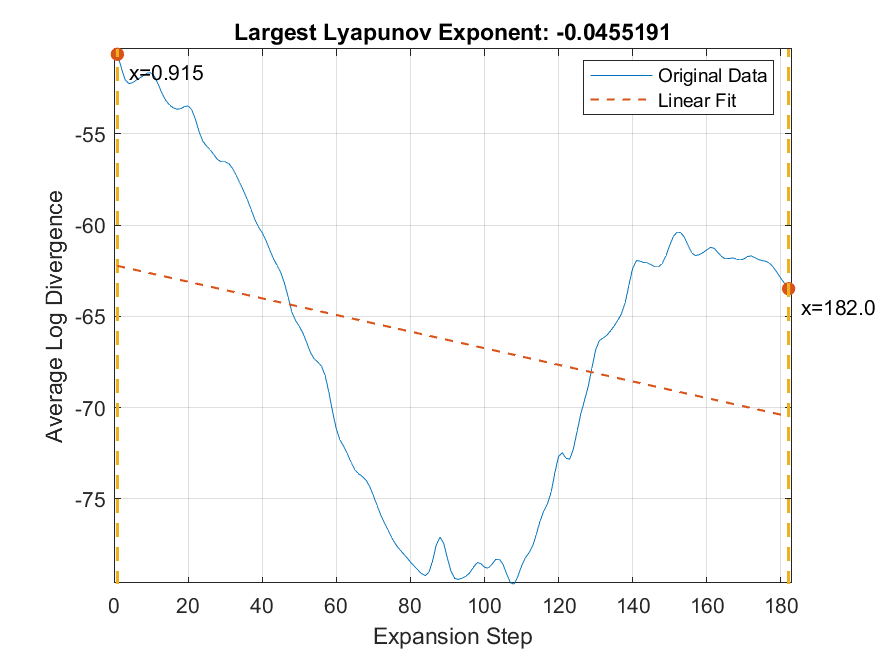 Largest Lyapunov Exponent: -0.0455191
x=0.915
Original Data
Linear Fit
-55
-60
-65
-70
-75
Average Log Divergence
x=182.0
0 20 40 60 80 100 120 140 160 180
Expansion Step